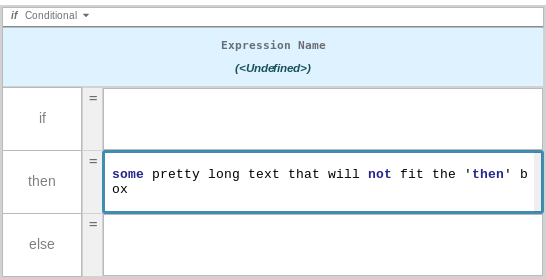 if Conditional
Expression Name
(<Undefined>)
if =
then = some pretty long text that will not fit the 'then' b
ox
else =